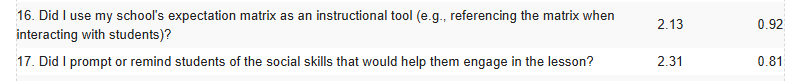 16. Did I use my school's expectation matrix as an instructional tool (e.g., referencing the matrix when
interacting with students)? 2.13 0.92
17. Did I prompt or remind students of the social skills that would help them engage in the lesson? 2.31 0.81